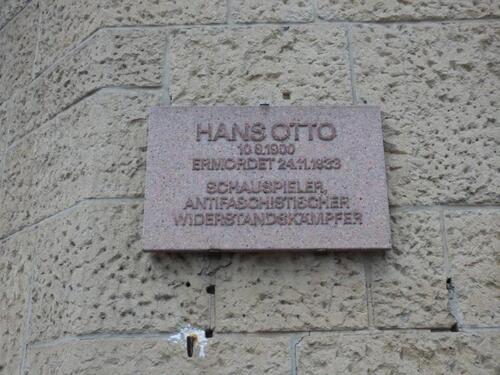 HANS OTTO
10.8.1900
ERMORDET 24.11.1933
SCHAUSPIELER,
ANTIFASCHISTISCHER
WIDERSTANDSKÄMPFER